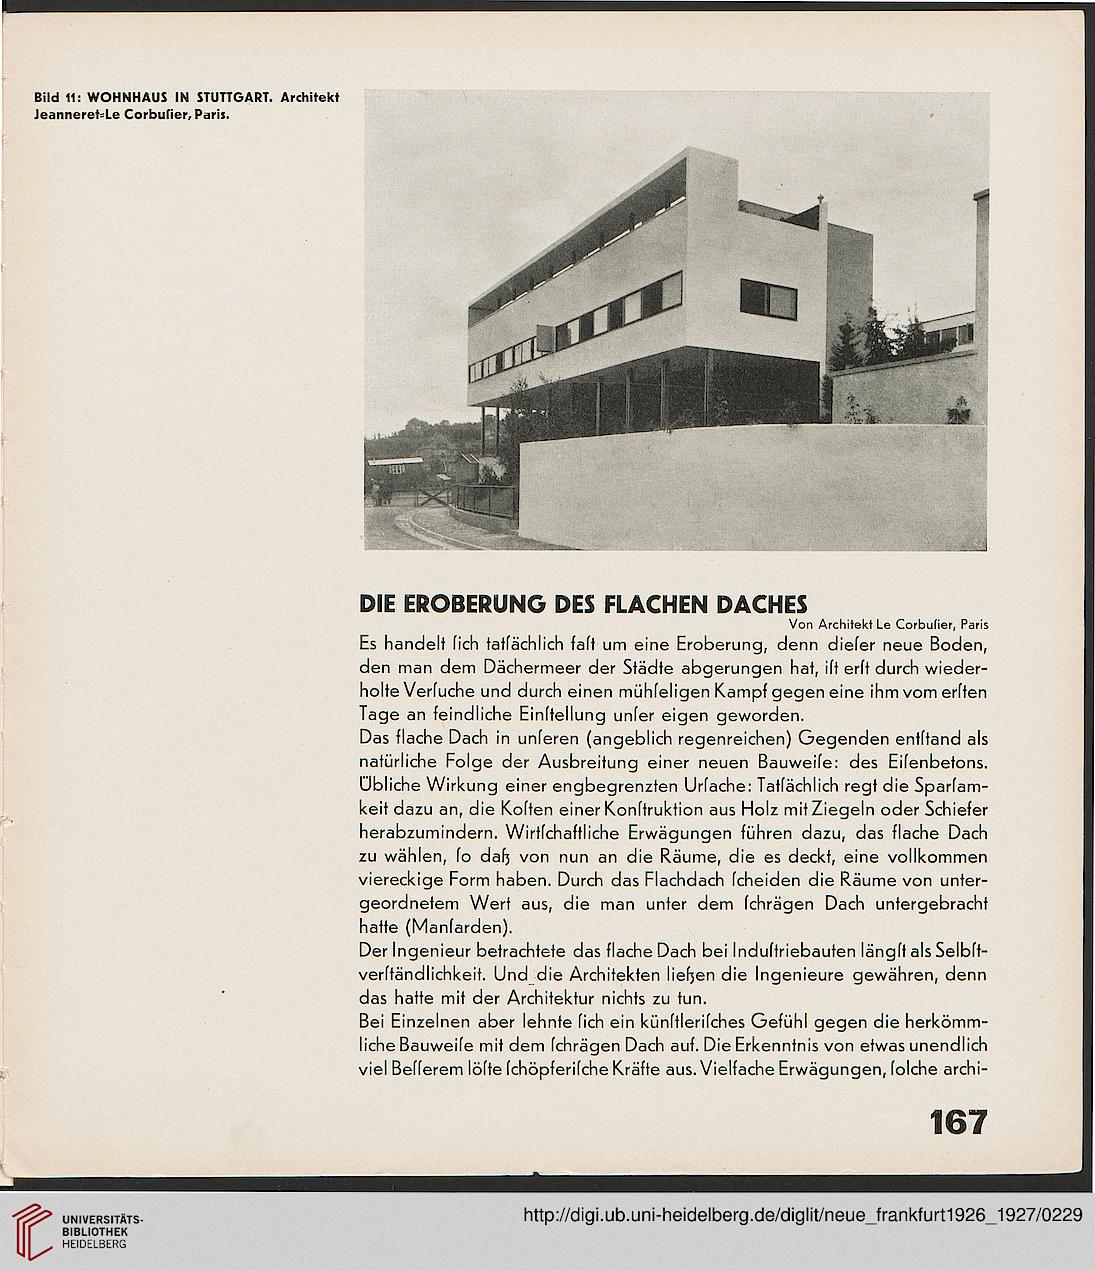 Bild 11: WOHNHAUS IN STUTTGART. Architekt
Jeanneret=Le Corbuſier, Paris.
DIE EROBERUNG DES FLACHEN DACHES
Von Architekt Le Corbuſier, Paris
Es handelt ſich tatſächlich faſt um eine Eroberung, denn dieſer neue Boden,
den man dem Dächermeer der Städte abgerungen hat, iſt erſt durch wieder-
holte Verſuche und durch einen mühſeligen Kampf gegen eine ihm vom erſten
Tage an feindliche Einſtellung unſer eigen geworden.
Das flache Dach in unſeren (angeblich regenreichen) Gegenden entſtand als
natürliche Folge der Ausbreitung einer neuen Bauweiſe: des Eiſenbetons.
Übliche Wirkung einer engbegrenzten Urſache: Tatſächlich regt die Sparſam-
keit dazu an, die Koſten einer Konſtruktion aus Holz mit Ziegeln oder Schiefer
herabzumindern. Wirtſchaftliche Erwägungen führen dazu, das flache Dach
zu wählen, ſo daß von nun an die Räume, die es deckt, eine vollkommen
viereckige Form haben. Durch das Flachdach ſcheiden die Räume von unter-
geordnetem Wert aus, die man unter dem ſchrägen Dach untergebracht
hatte (Manſarden).
Der Ingenieur betrachtete das flache Dach bei Induſtriebauten längſt als Selbſt-
verſtändlichkeit. Und die Architekten ließen die Ingenieure gewähren, denn
das hatte mit der Architektur nichts zu tun.
Bei Einzelnen aber lehnte ſich ein künſtleriſches Gefühl gegen die herkömm-
liche Bauweiſe mit dem ſchrägen Dach auf. Die Erkenntnis von etwas unendlich
viel Beſſerem löſte ſchöpferiſche Kräfte aus. Vielfache Erwägungen, ſolche archi-
167
UNIVERSITÄTS-
BIBLIOTHEK
HEIDELBERG
http://digi.ub.uni-heidelberg.de/diglit/neue_frankfurt1926_1927/0229